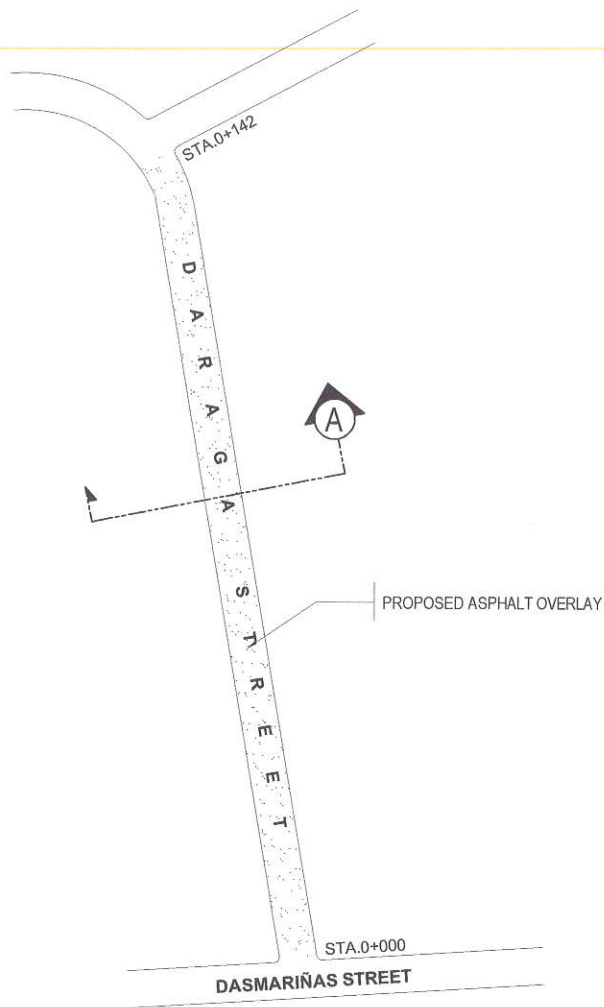 STA.0+142
DARAGA STREET
A
PROPOSED ASPHALT OVERLAY
STA.0+000
DASMARIÑAS STREET